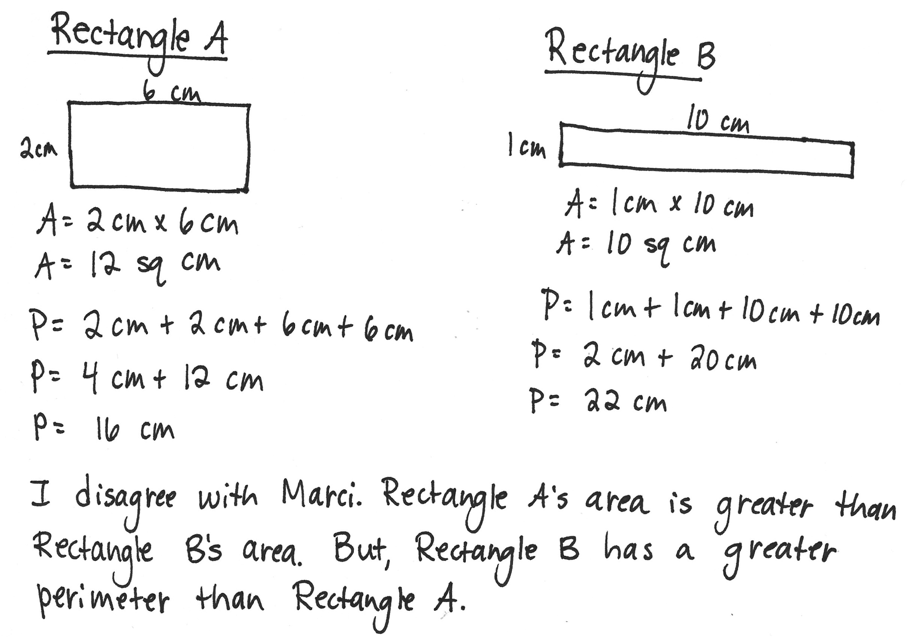 Rectangle A
6 cm
2cm
A= 2 cm x 6 cm
A= 12 sq cm
P= 2 cm + 2 cm + 6 cm + 6 cm
P= 4 cm + 12 cm
P= 16 cm
Rectangle B
10 cm
1 cm
A= 1 cm x 10 cm
A= 10 sq cm
P= 1 cm + 1 cm + 10 cm + 10 cm
P= 2 cm + 20 cm
P= 22 cm
I disagree with Marci. Rectangle A's area is greater than
Rectangle B's area. But, Rectangle B has a greater
perimeter than Rectangle A.